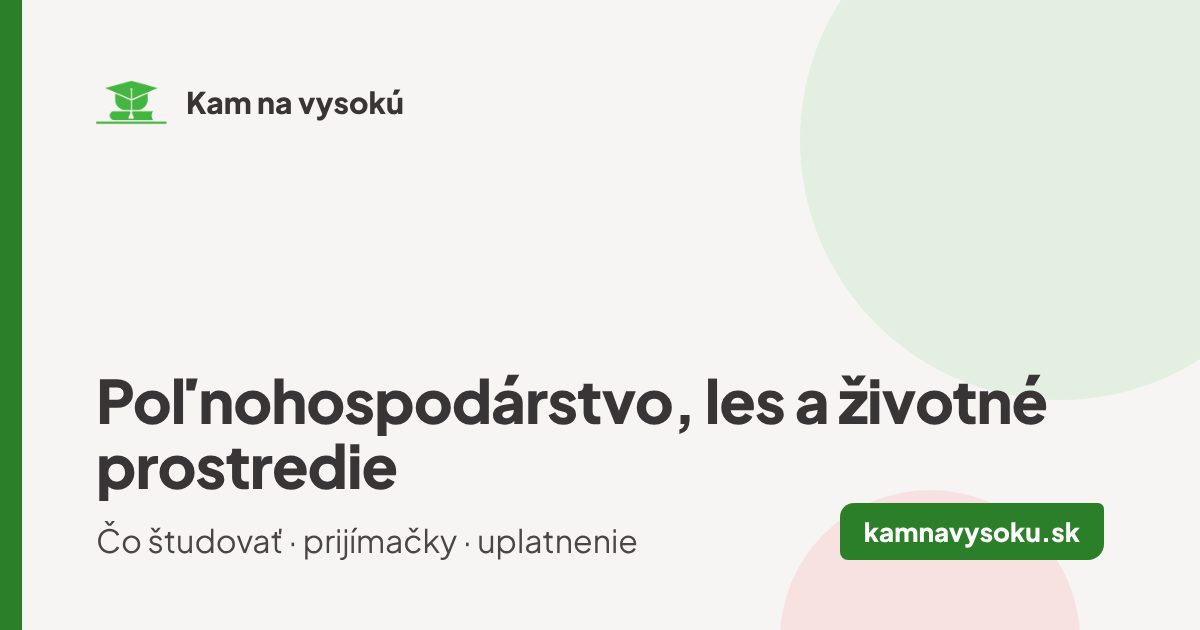 Kam na vysokú
Poľnohospodárstvo, les a životné
prostredie
Čo študovať · prijímačky · uplatnenie
kamnavysoku.sk